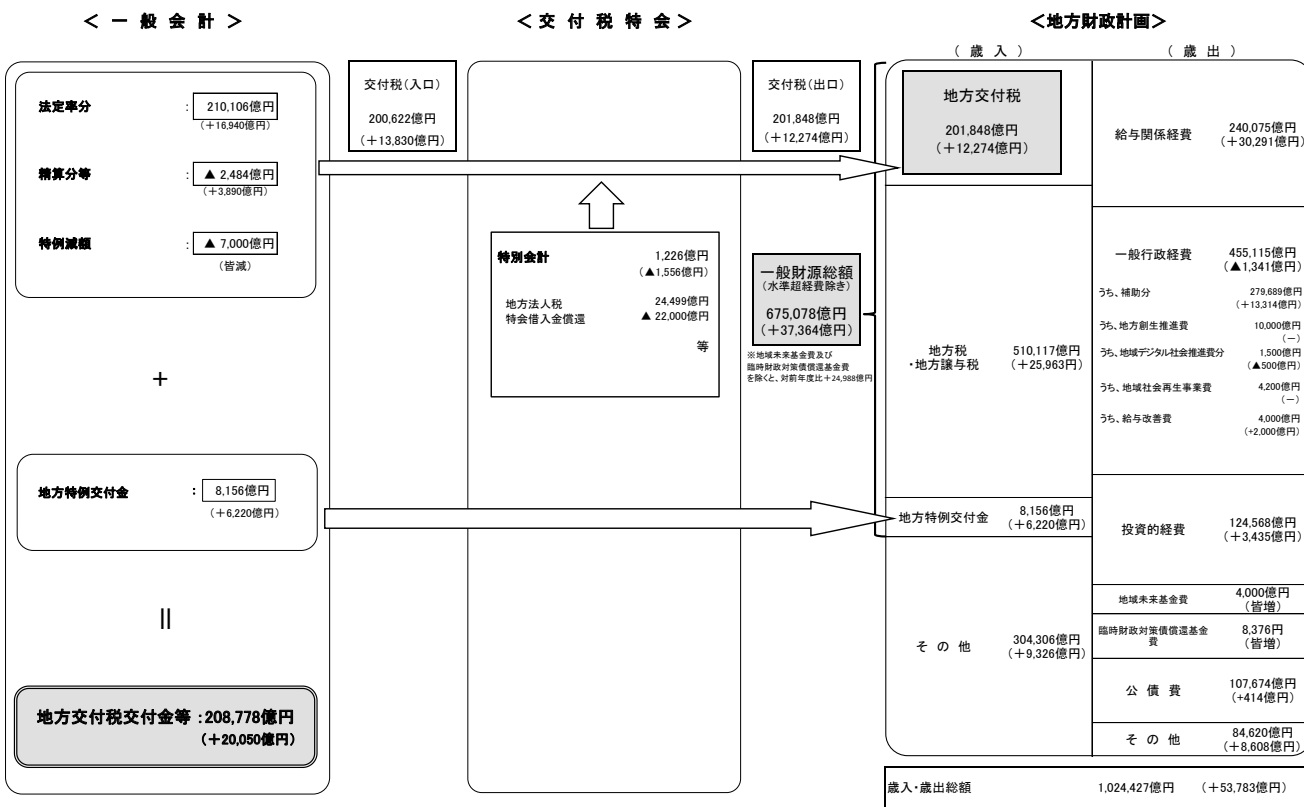 ＜ 一 般 会 計 ＞
法定率分 : 210,106億円
(＋16,940億円)
精算分等 : ▲ 2,484億円
(＋3,890億円)
特例減額 : ▲ 7,000億円
(皆減)
＋
地方特例交付金 : 8,156億円
(＋6,220億円)
||
地方交付税交付金等 ：208,778億円
(＋20,050億円)
＜ 交 付 税 特 会 ＞
交付税(入口)
200,622億円
(＋13,830億円)
特別会計 1,226億円
(▲1,556億円)
地方法人税 24,499億円
特会借入金償還 ▲ 22,000億円
等
交付税(出口)
201,848億円
(＋12,274億円)
一般財源総額
(水準超経費除き)
675,078億円
(＋37,364億円)
※地域未来基金費及び
臨時財政対策債償還基金費
を除くと、対前年度比＋24,988億円
＜地方財政計画＞
( 歳 入 )
地方交付税
201,848億円
(＋12,274億円)
地方税
・地方譲与税 510,117億円
(＋25,963円)
地方特例交付金 8,156億円
(＋6,220億円)
そ の 他 304,306億円
(＋9,326億円)
( 歳 出 )
給与関係経費 240,075億円
(＋30,291億円)
一般行政経費 455,115億円
(▲1,341億円)
うち、補助分 279,689億円
(＋13,314億円)
うち、地方創生推進費 10,000億円
(－)
うち、地域デジタル社会推進費分 1,500億円
(▲500億円)
うち、地域社会再生事業費 4,200億円
(－)
うち、給与改善費 4,000億円
(+2,000億円)
投資的経費 124,568億円
(＋3,435億円)
地域未来基金費 4,000億円
(皆増)
臨時財政対策債償還基金
費 8,376円
(皆増)
公 債 費 107,674億円
(+414億円)
そ の 他 84,620億円
(＋8,608億円)
歳入・歳出総額 1,024,427億円 (＋53,783億円)